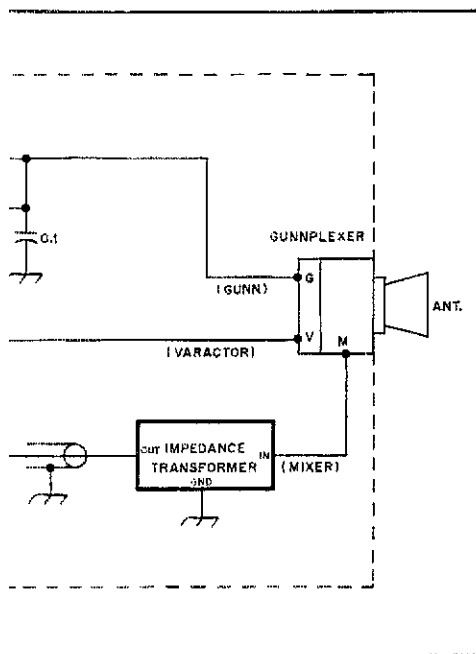 0.1
GUNNPLEXER
G
(GUNN)
ANT.
V
(VARACTOR)
M
OUT IMPEDANCE IN
TRANSFORMER
(MIXER)
GND